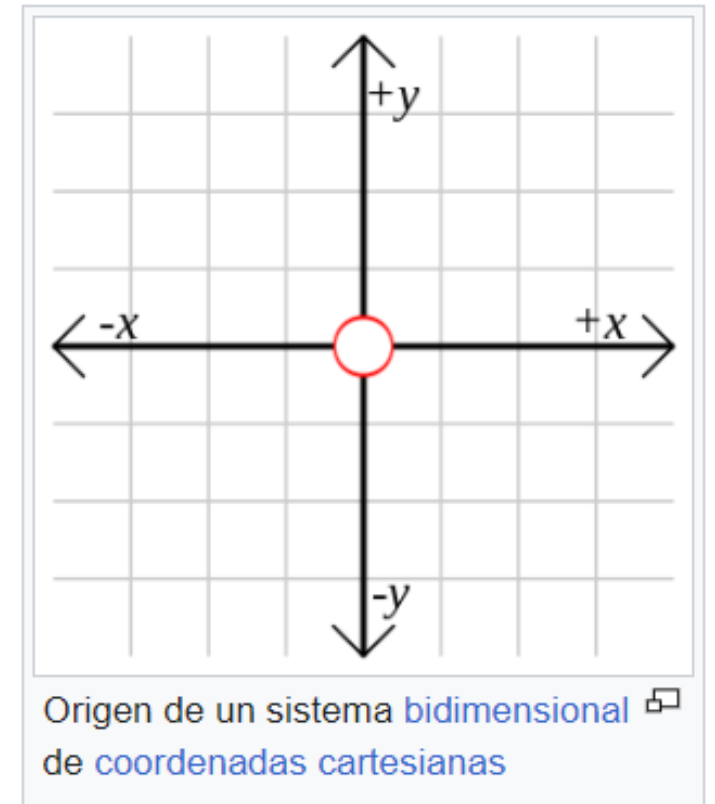 +y
-x
+x
-y
Origen de un sistema bidimensional
de coordenadas cartesianas